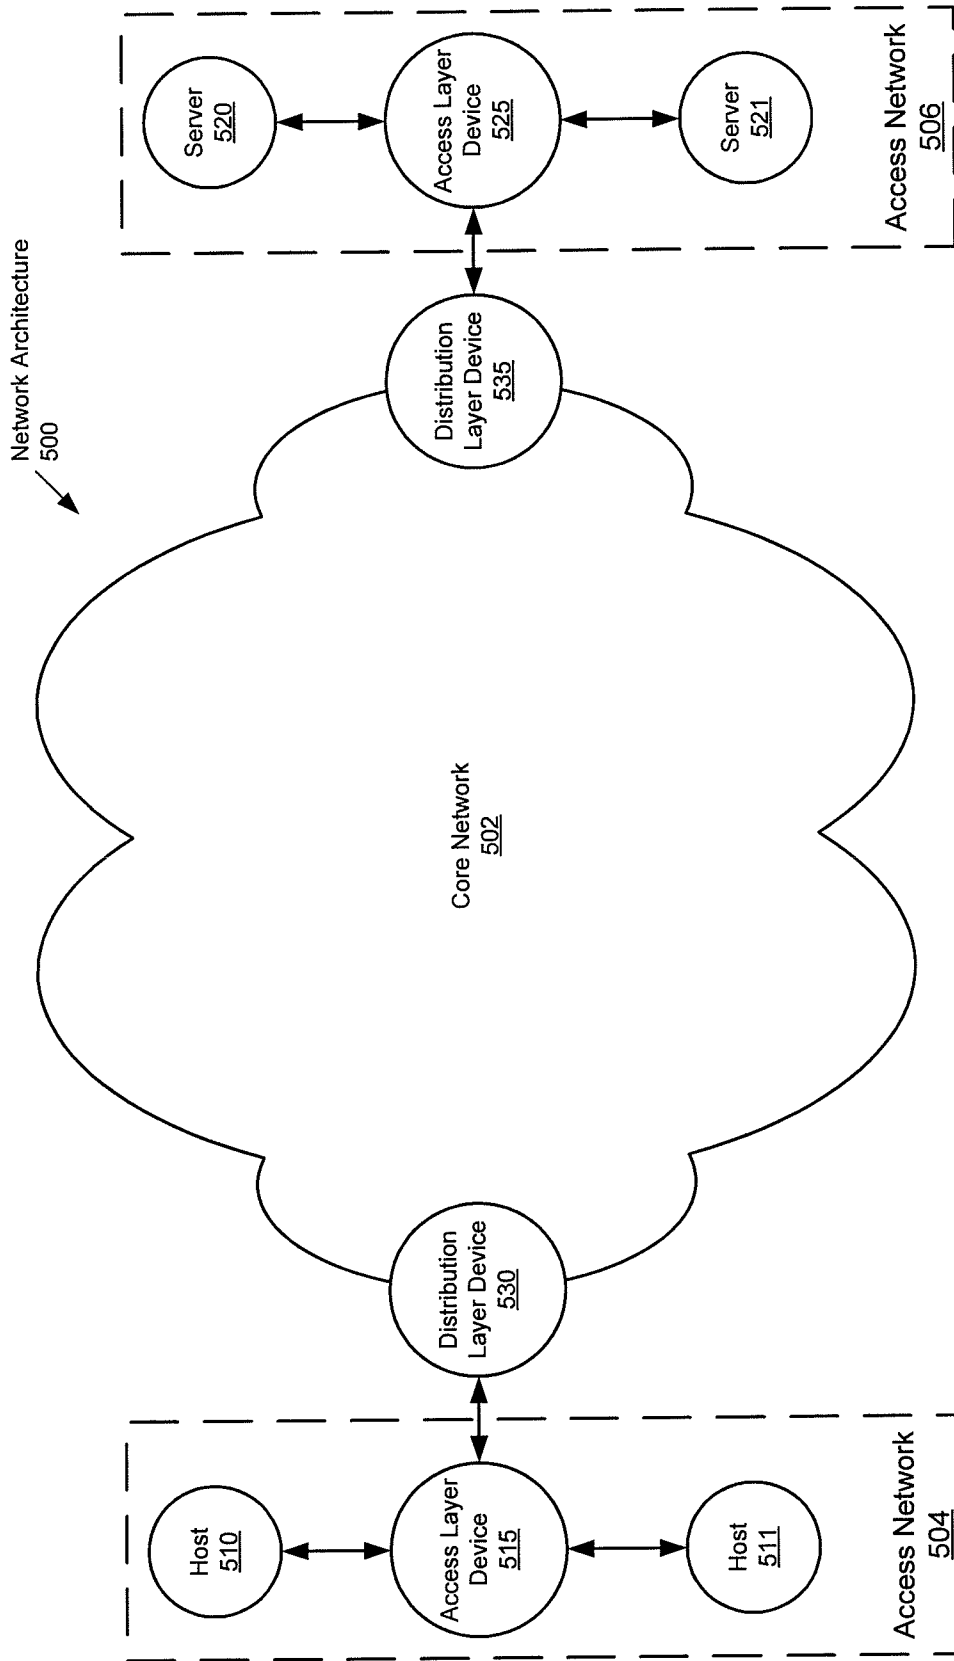 Network Architecture
500
Host
510
Access Layer
Device
515
Host
511
Access Network
504
Distribution
Layer Device
530
Core Network
502
Distribution
Layer Device
535
Server
520
Access Layer
Device
525
Server
521
Access Network
506